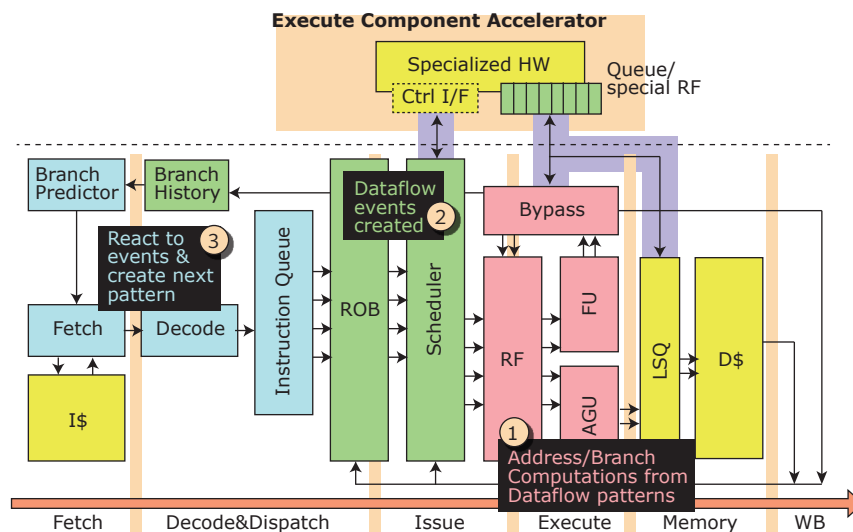 Execute Component Accelerator
Specialized HW
Ctrl I/F
Queue/
special RF
Branch
Predictor
Branch
History
Dataflow
events
created
2
Bypass
React to
events &
create next
pattern
3
Instruction Queue
ROB
Scheduler
Fetch
Decode
RF
FU
LSQ
D$
I$
AGU
1
Address/Branch
Computations from
Dataflow patterns
Fetch
Decode&Dispatch
Issue
Execute
Memory
WB